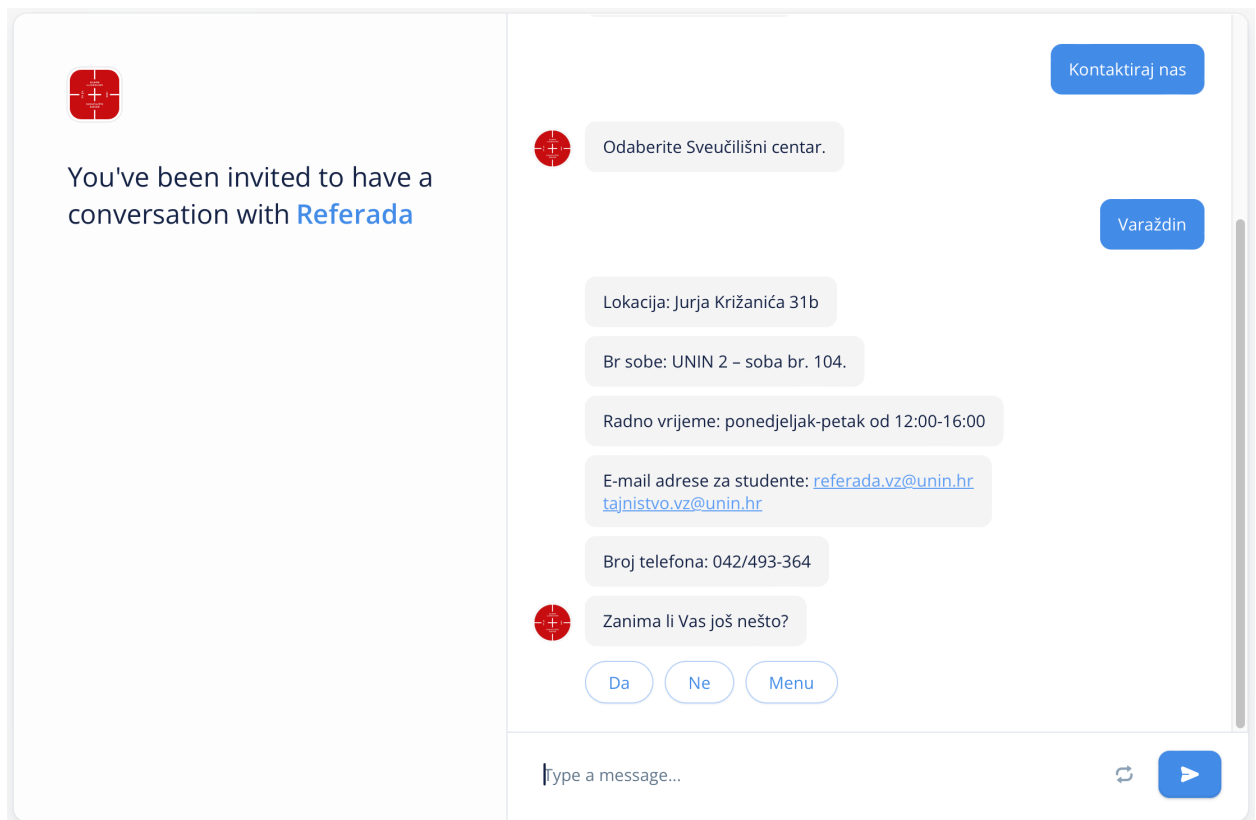 You've been invited to have a
conversation with Referada
Kontaktiraj nas
Odaberite Sveučilišni centar.
Varaždin
Lokacija: Jurja Križanića 31b
Br sobe: UNIN 2 – soba br. 104.
Radno vrijeme: ponedjeljak-petak od 12:00-16:00
E-mail adrese za studente: referada.vz@unin.hr
tajnistvo.vz@unin.hr
Broj telefona: 042/493-364
Zanima li Vas još nešto?
Da
Ne
Menu
Type a message...